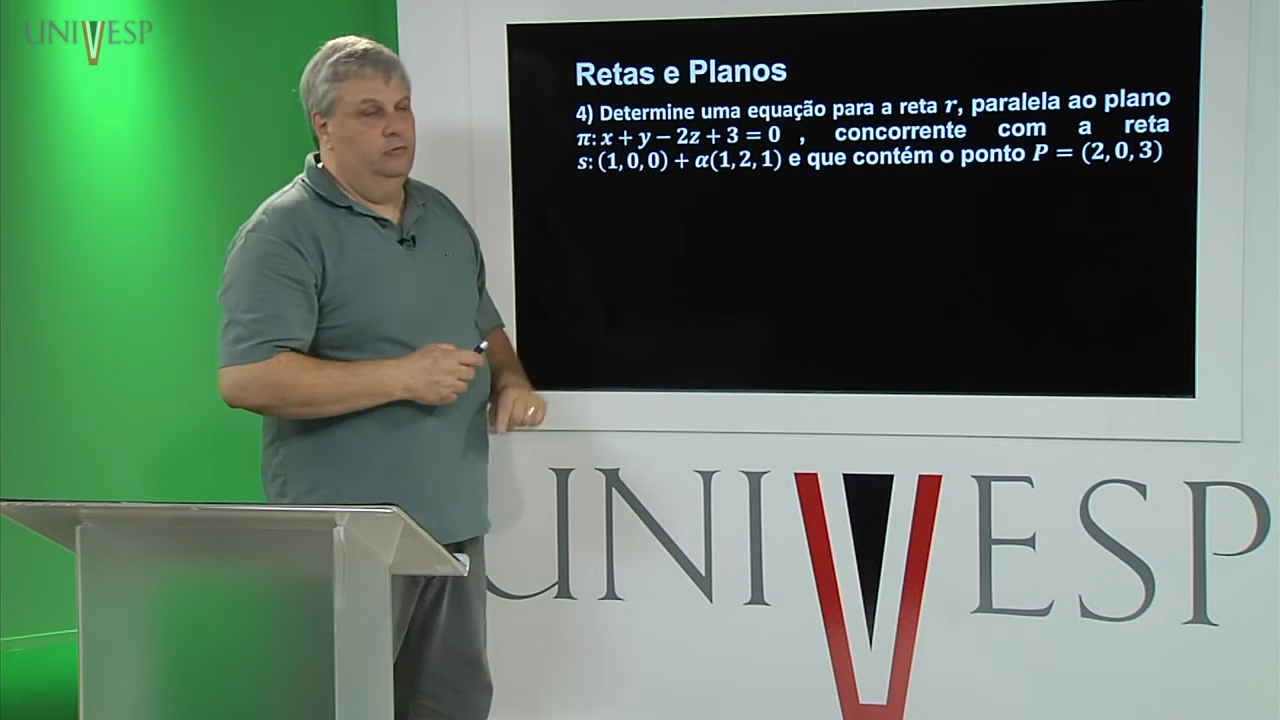 UNIVESP
Retas e Planos
4) Determine uma equação para a reta r, paralela ao plano
π: x + y − 2z + 3 = 0 , concorrente com a reta
s: (1, 0, 0) + α(1, 2, 1) e que contém o ponto P = (2, 0, 3)
UNIVESP